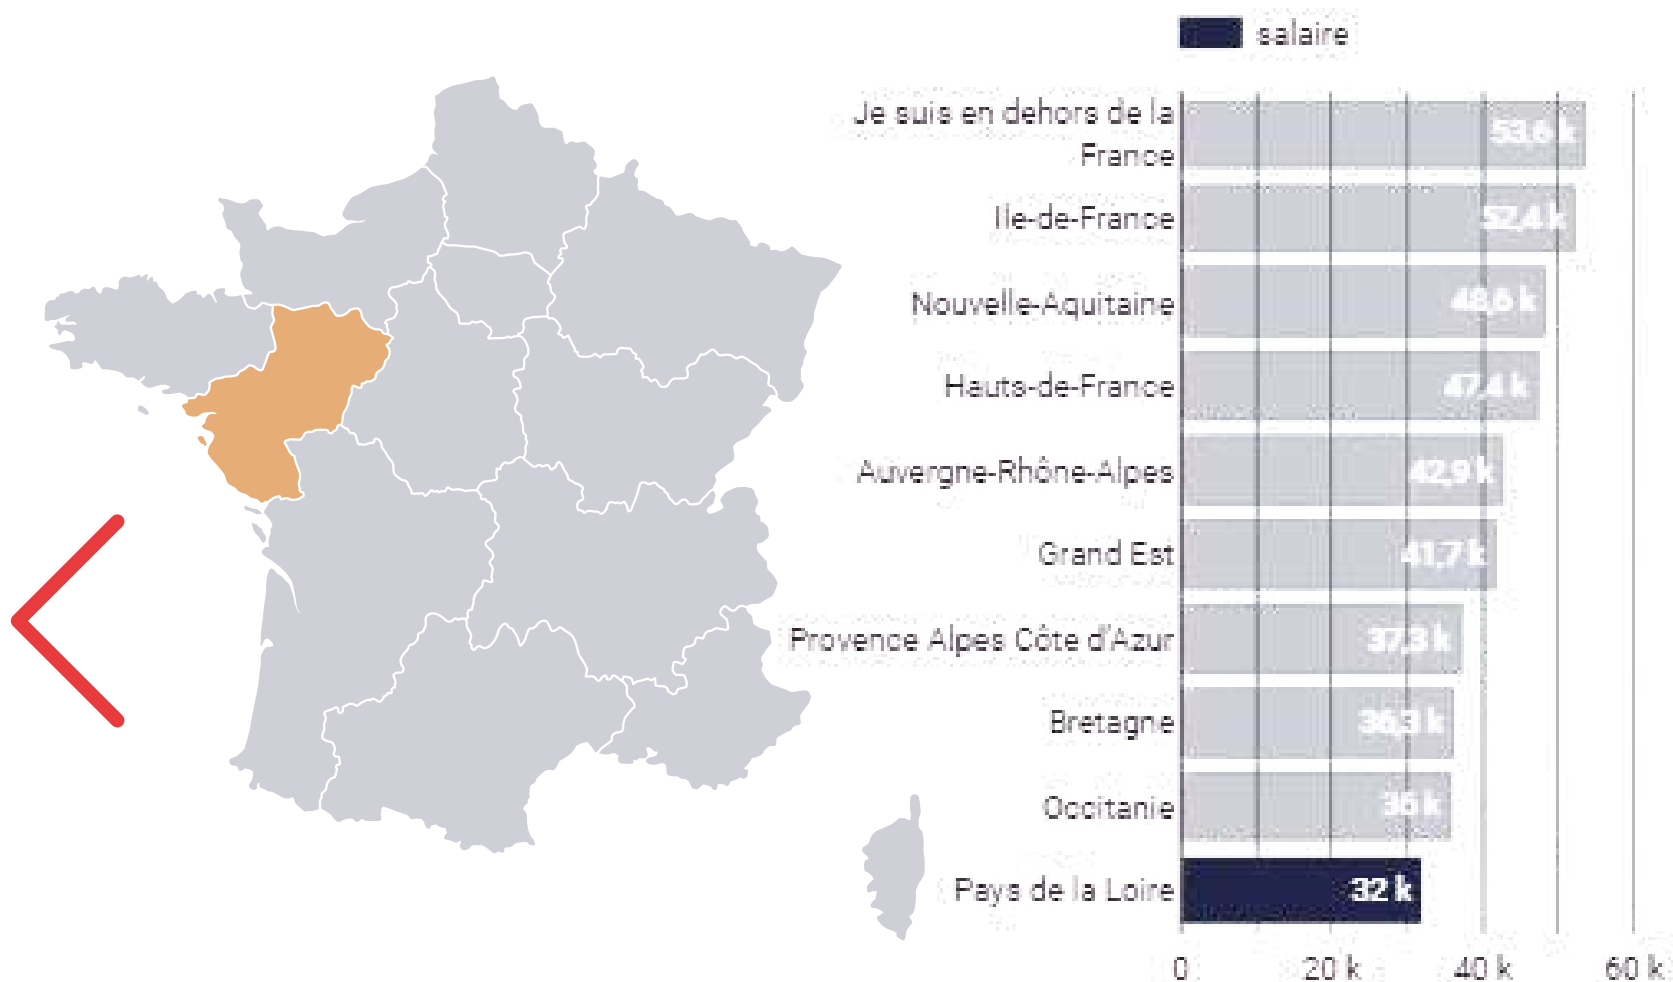 salaire
Je suis en dehors de la
France
53,6 k
Ile-de-France
52,4 k
Nouvelle-Aquitaine
48,6 k
Hauts-de-France
47,4 k
Auvergne-Rhône-Alpes
42,9 k
Grand Est
41,7 k
Provence Alpes Côte d'Azur
37,3 k
Bretagne
36,3 k
Occitanie
36 k
Pays de la Loire
32 k
0 20 k 40 k 60 k